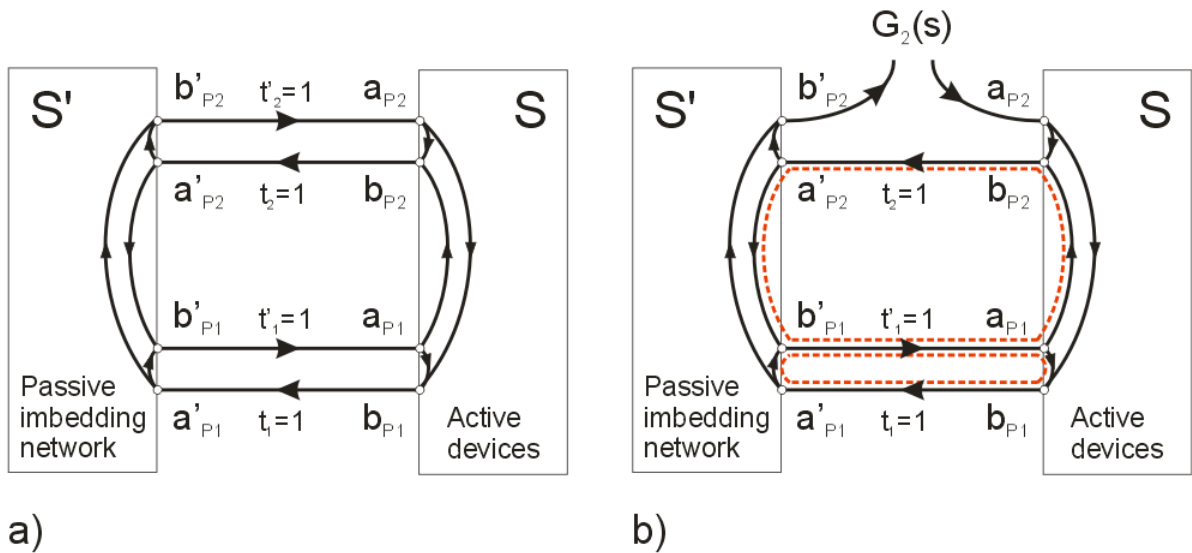 G₂(s)
S'
b'P2
t'₂=1
aP2
S
a'P2
t₂=1
bP2
b'P1
t'₁=1
aP1
Passive
imbedding
network
a'P1
t₁=1
bP1
Active
devices
a)
S'
b'P2
aP2
S
a'P2
t₂=1
bP2
b'P1
t'₁=1
aP1
Passive
imbedding
network
a'P1
t₁=1
bP1
Active
devices
b)